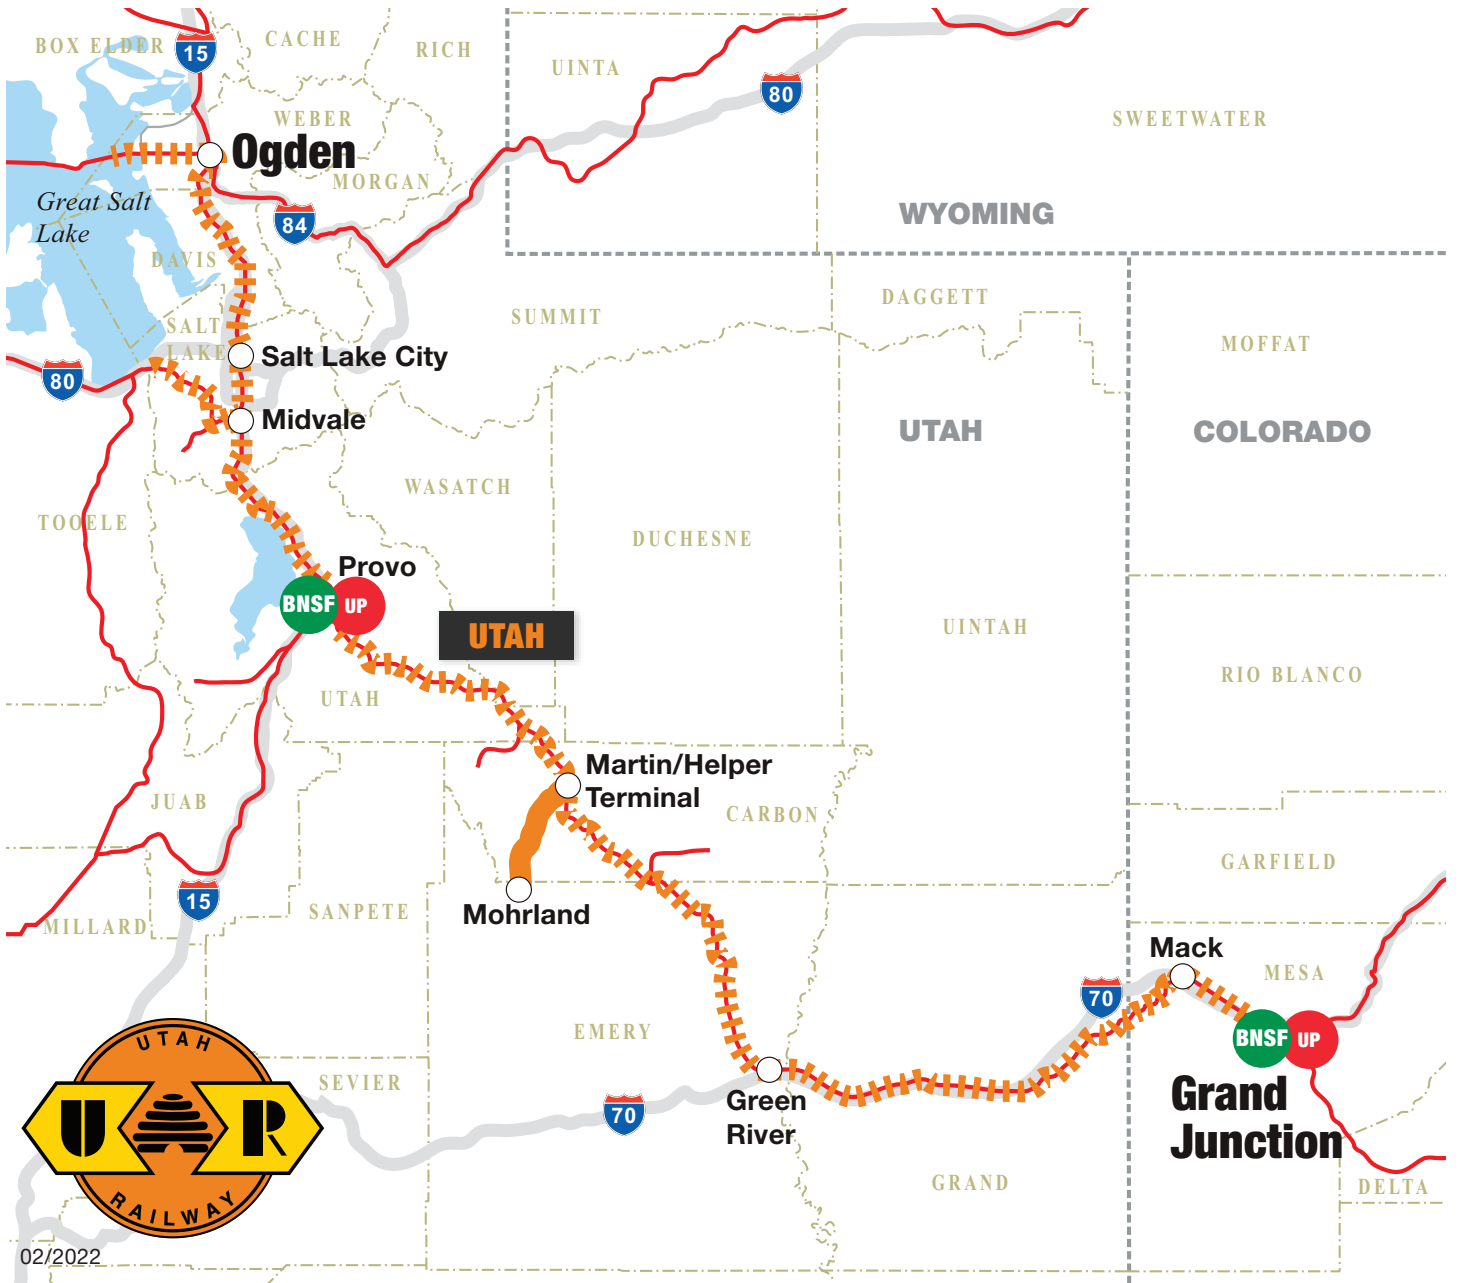 BOX ELDER
15
CACHE
RICH
UINTA
80
SWEETWATER
WEBER
Ogden
MORGAN
Great Salt
Lake
84
WYOMING
DAVIS
SUMMIT
DAGGETT
SALT
LAKE
Salt Lake City
MOFFAT
80
Midvale
UTAH
COLORADO
WASATCH
TOOELE
DUCHESNE
Provo
BNSF
UP
UTAH
UINTAH
RIO BLANCO
UTAH
Martin/Helper
Terminal
JUAB
CARBON
GARFIELD
15
MILLARD
SANPETE
Mohrland
Mack
MESA
70
EMERY
BNSF
UP
UTAH
U R
RAILWAY
SEVIER
70
Green
River
Grand
Junction
GRAND
DELTA
02/2022